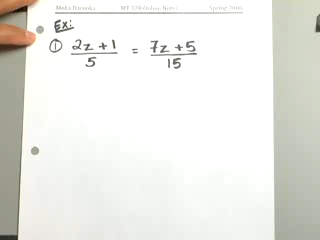 Ex:
① (2z + 1)/5 = (7z + 5)/15